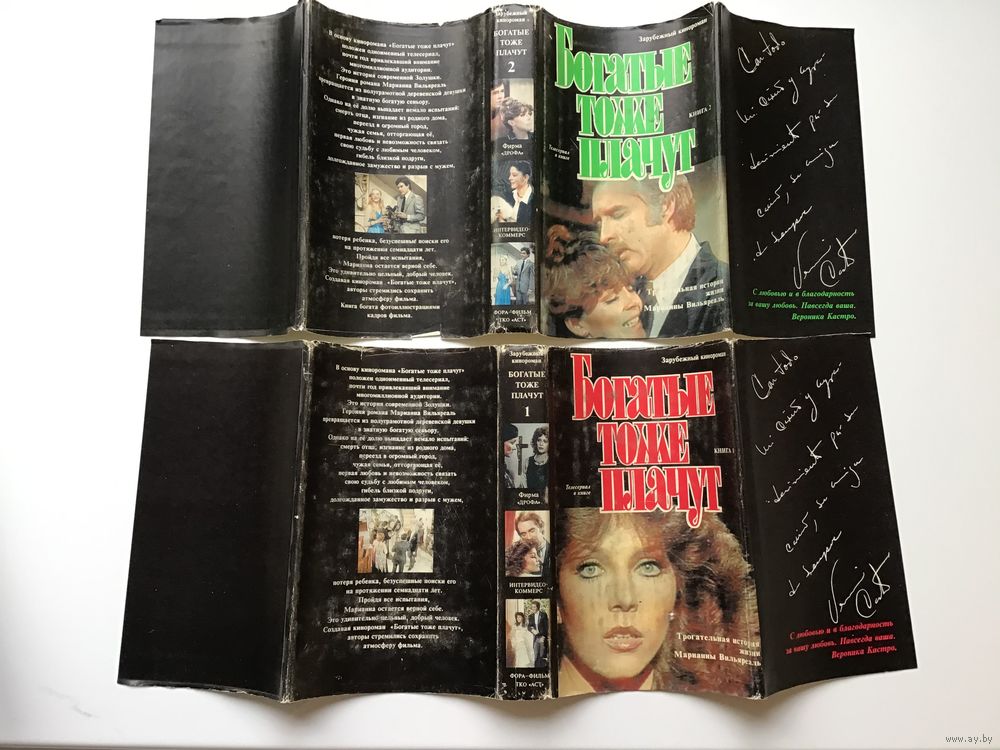 В основу киноромана «Богатые тоже плачут»
положен одноименный телесериал,
почти год привлекавший внимание
многомиллионной аудитории.
Это история современной Золушки.
Героиня романа Марианна Вильяреаль
превращается из полуграмотной деревенской девушки
в знатную богатую сеньору.
Однако на её долю выпадает немало испытаний:
смерть отца, изгнание из родного дома,
переезд в огромный город,
чужая семья, отторгающая её,
первая любовь и невозможность связать
свою судьбу с любимым человеком,
гибель близкой подруги,
долгожданное замужество и разрыв с мужем,
потеря ребенка, безуспешные поиски его
на протяжении семнадцати лет.
Пройдя все испытания,
Марианна остается верной себе.
Это удивительно цельный, добрый человек.
Создавая кинороман "Богатые тоже плачут",
авторы стремились сохранить
атмосферу фильма.
Книга богата фотоиллюстрациями
кадров фильма.
Зарубежный
кинороман
БОГАТЫЕ
ТОЖЕ
ПЛАЧУТ
2
Фирма
«ДРОФА»
ИНТЕРВИДЕО-
КОММЕРС
ФОРА-ФИЛЬМ
ТКО «АСТ»
Зарубежный кинороман
Богатые
тоже
плачут
КНИГА 2
Телесериал
в книге
Трогательная история
жизни
Марианны Вильяреаль
Con todo
mi cariño y
Veronica
Castro
С любовью и в благодарность
за вашу любовь. Навсегда ваша.
Вероника Кастро.
В основу киноромана "Богатые тоже плачут"
положен одноименный телесериал,
почти год привлекавший внимание
многомиллионной аудитории.
Это история современной Золушки.
Героиня романа Марианна Вильяреаль
превращается из полуграмотной деревенской девушки
в знатную богатую сеньору.
Однако на её долю выпадает немало испытаний:
смерть отца, изгнание из родного дома,
переезд в огромный город,
чужая семья, отторгающая её,
первая любовь и невозможность связать
свою судьбу с любимым человеком,
гибель близкой подруги,
долгожданное замужество и разрыв с мужем,
потеря ребенка, безуспешные поиски его
на протяжении семнадцати лет.
Пройдя все испытания,
Марианна остается верной себе.
Это удивительно цельный, добрый человек.
Создавая кинороман "Богатые тоже плачут",
авторы стремились сохранить
атмосферу фильма.
Зарубежный
кинороман
БОГАТЫЕ
ТОЖЕ
ПЛАЧУТ
1
Фирма
«ДРОФА»
ИНТЕРВИДЕО-
КОММЕРС
ФОРА-ФИЛЬМ
ТКО «АСТ»
Зарубежный кинороман
Богатые
тоже
плачут
КНИГА 1
Телесериал
в книге
Трогательная история
жизни
Марианны Вильяреаль
Con todo
mi cariño y
Veronica
Castro
С любовью и в благодарность
за вашу любовь. Навсегда ваша.
Вероника Кастро.
www.ay.by